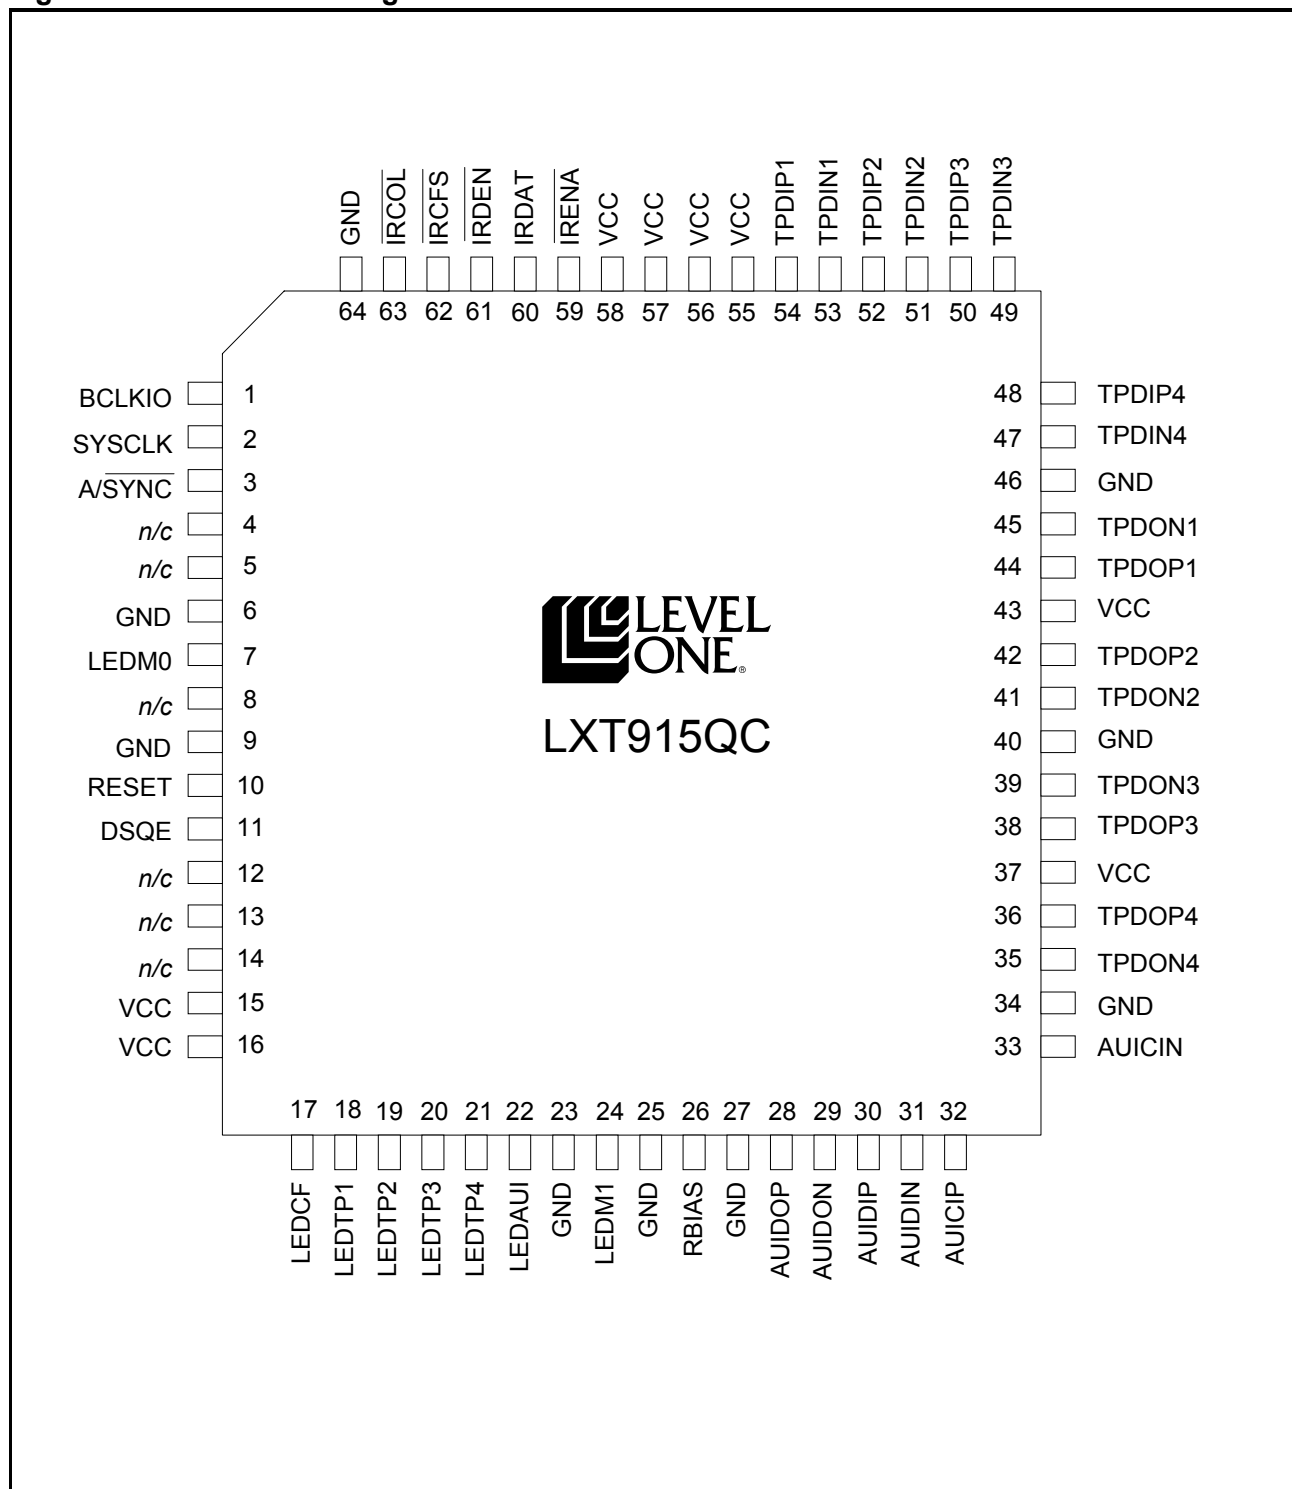 GND
IRCOL
IRCFS
IRDEN
IRDAT
IRENA
VCC
VCC
VCC
VCC
TPDIP1
TPDIN1
TPDIP2
TPDIN2
TPDIP3
TPDIN3
64 63 62 61 60 59 58 57 56 55 54 53 52 51 50 49
BCLKIO 1
SYSCLK 2
A/SYNC 3
n/c 4
n/c 5
GND 6
LEDM0 7
n/c 8
GND 9
RESET 10
DSQE 11
n/c 12
n/c 13
n/c 14
VCC 15
VCC 16
LEVEL
ONE®
LXT915QC
48 TPDIP4
47 TPDIN4
46 GND
45 TPDON1
44 TPDOP1
43 VCC
42 TPDOP2
41 TPDON2
40 GND
39 TPDON3
38 TPDOP3
37 VCC
36 TPDOP4
35 TPDON4
34 GND
33 AUICIN
17 18 19 20 21 22 23 24 25 26 27 28 29 30 31 32
LEDCF
LEDTP1
LEDTP2
LEDTP3
LEDTP4
LEDAUI
GND
LEDM1
GND
RBIAS
GND
AUIDOP
AUIDON
AUIDIP
AUIDIN
AUICIP